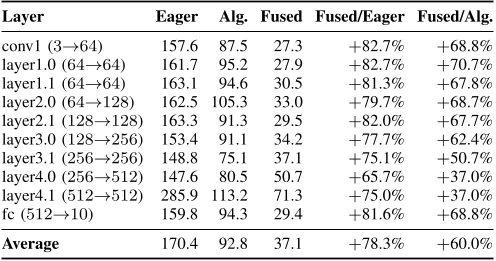 Layer Eager Alg. Fused Fused/Eager Fused/Alg.
conv1 (3→64) 157.6 87.5 27.3 +82.7% +68.8%
layer1.0 (64→64) 161.7 95.2 27.9 +82.7% +70.7%
layer1.1 (64→64) 163.1 94.6 30.5 +81.3% +67.8%
layer2.0 (64→128) 162.5 105.3 33.0 +79.7% +68.7%
layer2.1 (128→128) 163.3 91.3 29.5 +82.0% +67.7%
layer3.0 (128→256) 153.4 91.1 34.2 +77.7% +62.4%
layer3.1 (256→256) 148.8 75.1 37.1 +75.1% +50.7%
layer4.0 (256→512) 147.6 80.5 50.7 +65.7% +37.0%
layer4.1 (512→512) 285.9 113.2 71.3 +75.0% +37.0%
fc (512→10) 159.8 94.3 29.4 +81.6% +68.8%
Average 170.4 92.8 37.1 +78.3% +60.0%